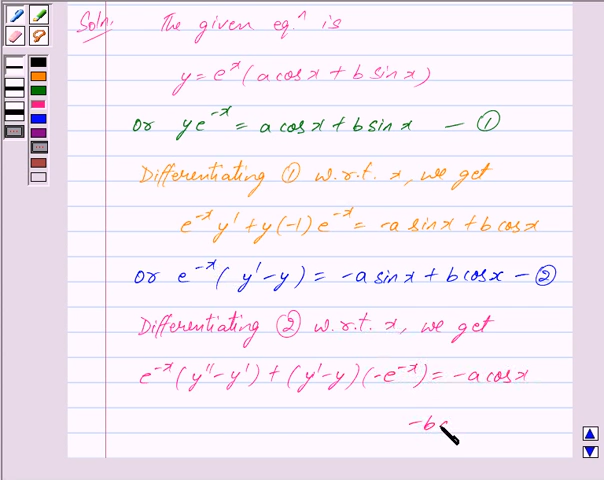 Soln. The given eq.ⁿ is
y = eˣ (a cos x + b sin x)
or ye⁻ˣ = a cos x + b sin x — ①
Differentiating ① w.r.t. x, we get
e⁻ˣ y' + y(-1) e⁻ˣ = -a sin x + b cos x
or e⁻ˣ (y' - y) = -a sin x + b cos x - ②
Differentiating ② w.r.t. x, we get
e⁻ˣ (y'' - y') + (y' - y)(-e⁻ˣ) = -a cos x
-b